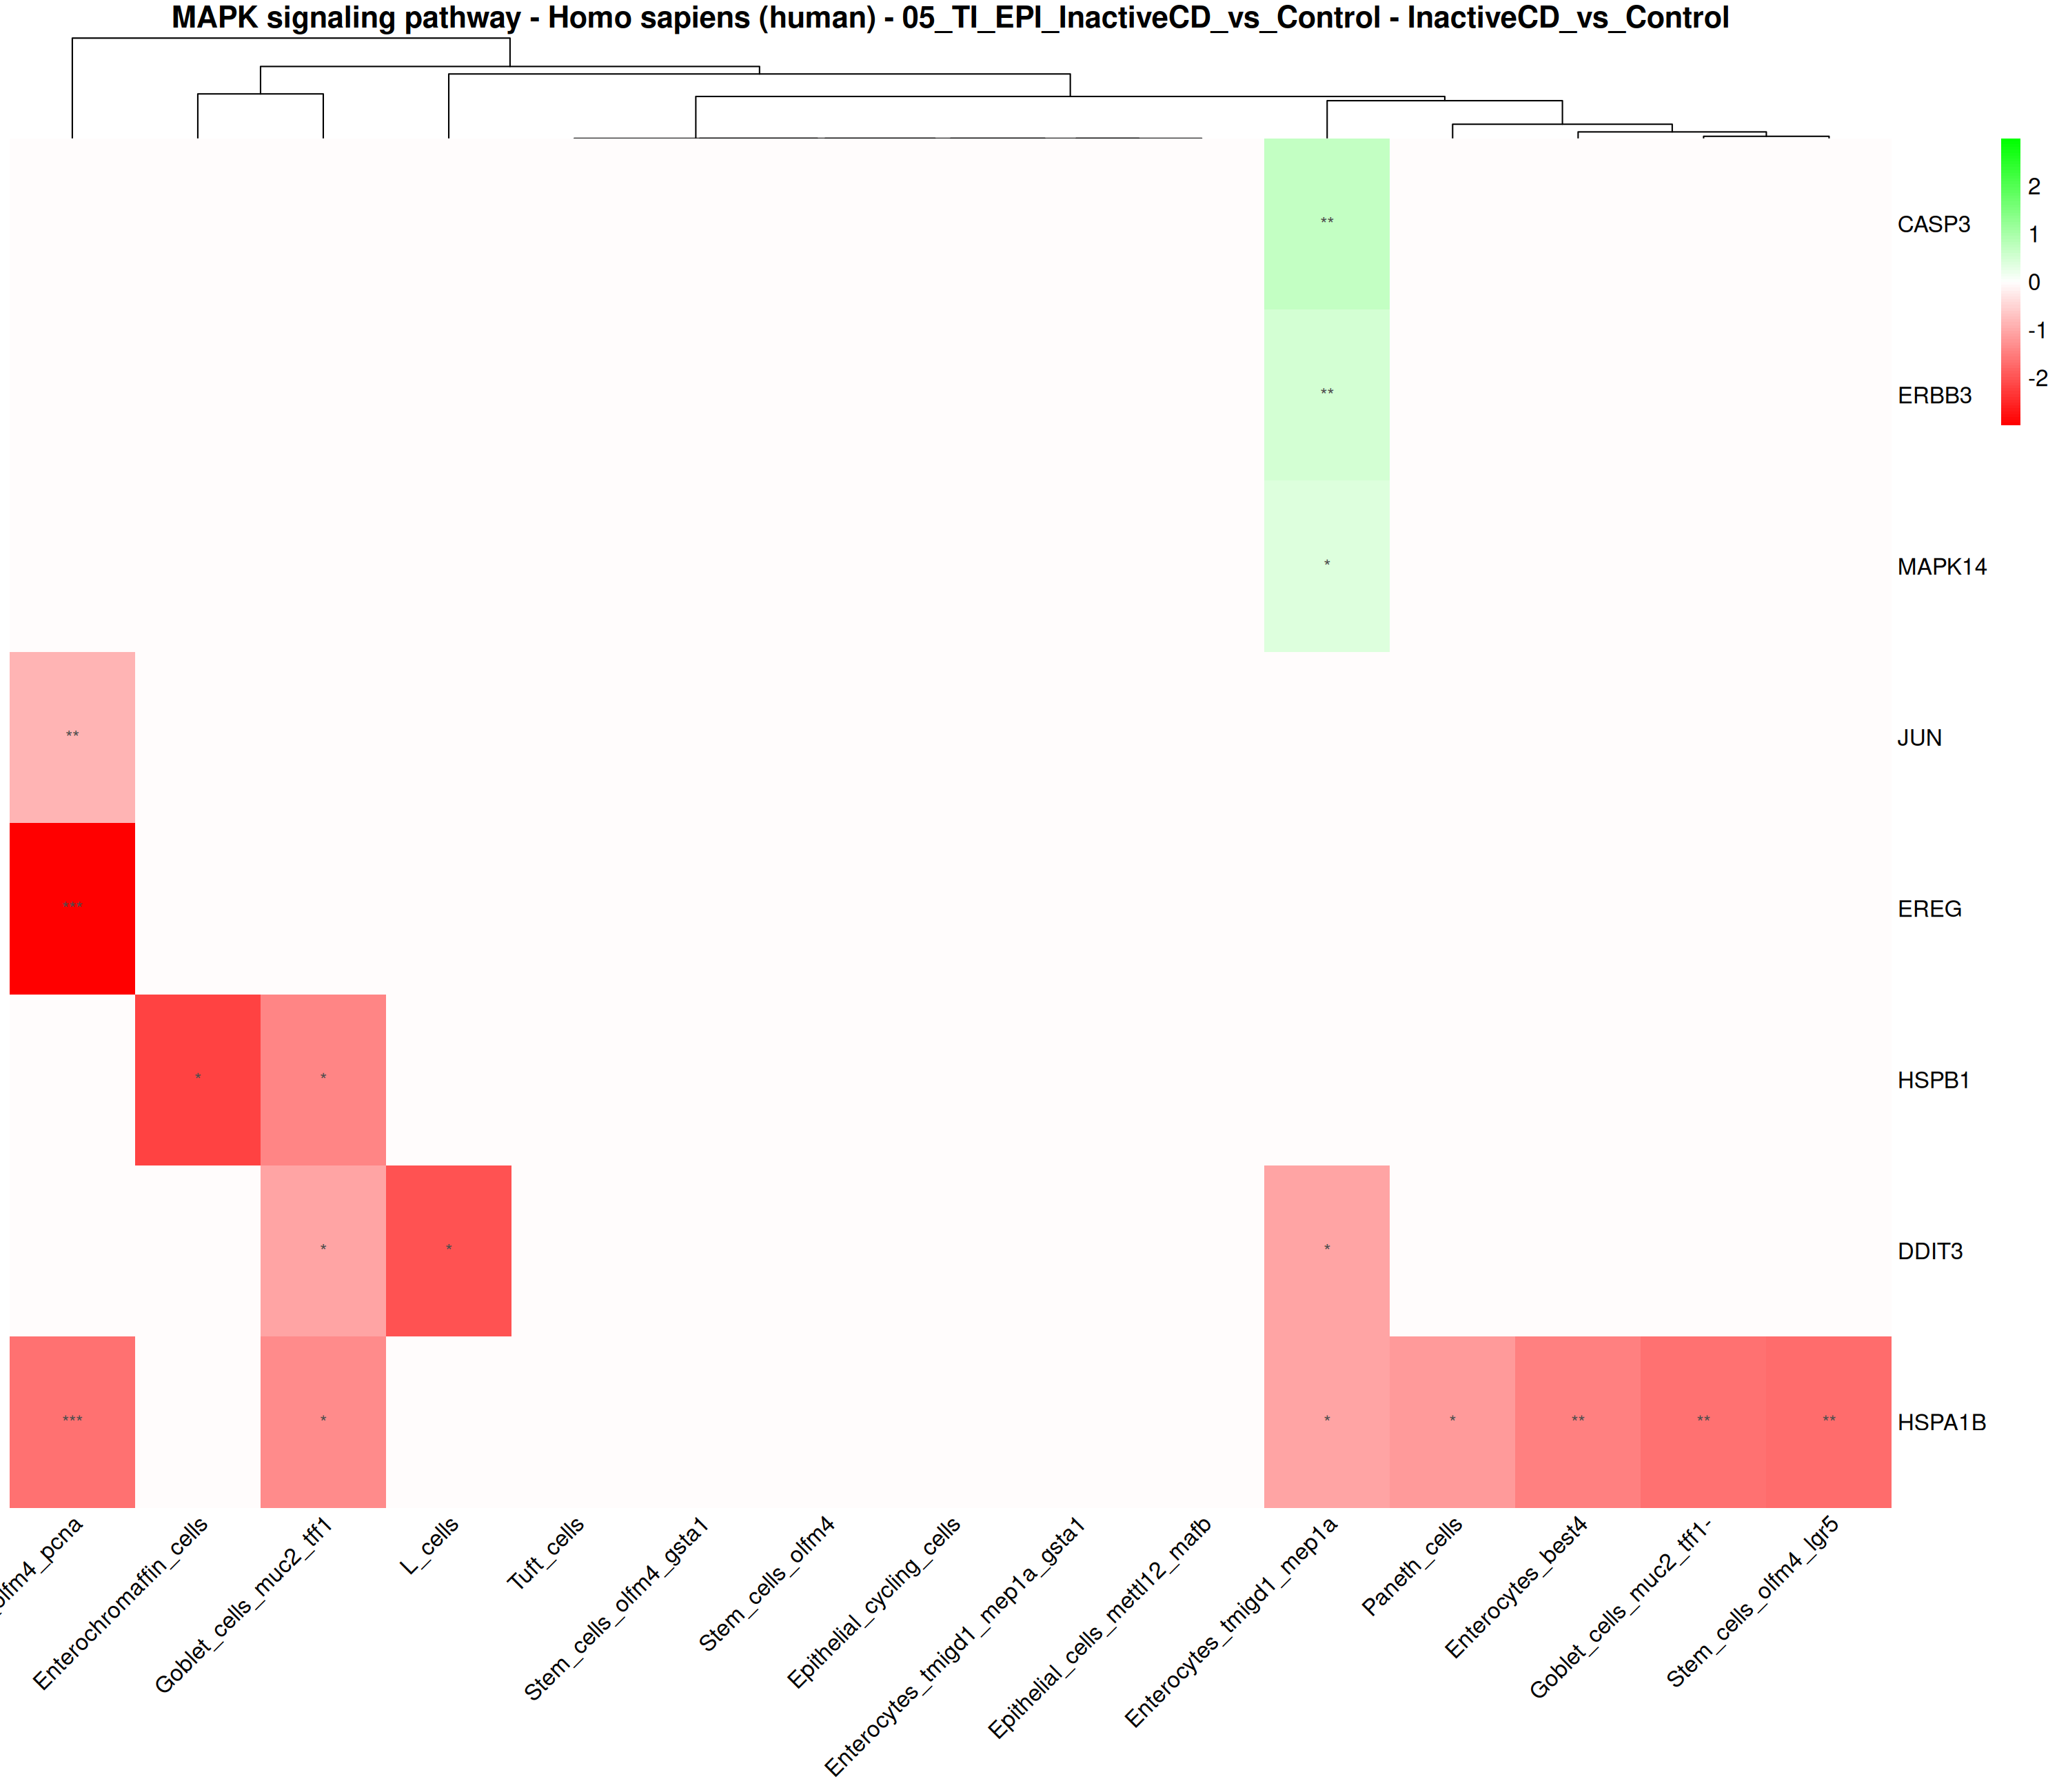 MAPK signaling pathway - Homo sapiens (human) - 05_TI_EPI_InactiveCD_vs_Control - InactiveCD_vs_Control
2
1
0
-1
-2
**
CASP3
**
ERBB3
*
MAPK14
**
JUN
***
EREG
* *
HSPB1
* * *
DDIT3
*** * * * ** ** **
HSPA1B
olfm4_pcna
Enterochromaffin_cells
Goblet_cells_muc2_tff1
L_cells
Tuft_cells
Stem_cells_olfm4_gsta1
Stem_cells_olfm4
Epithelial_cycling_cells
Enterocytes_tmigd1_mep1a_gsta1
Epithelial_cells_mettl12_mafb
Enterocytes_tmigd1_mep1a
Paneth_cells
Enterocytes_best4
Goblet_cells_muc2_tff1-
Stem_cells_olfm4_lgr5